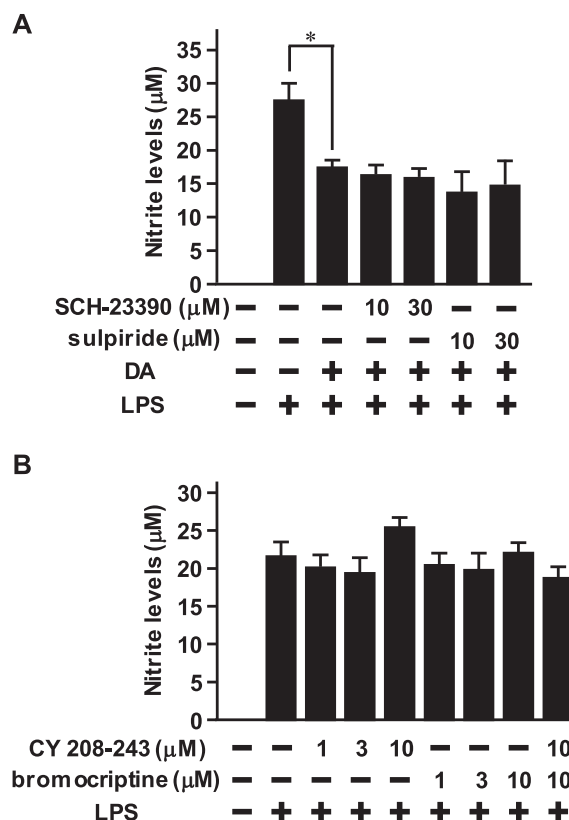 A
*
Nitrite levels (μM)
35
30
25
20
15
10
5
0
SCH-23390 (μM) − − − 10 30 − −
sulpiride (μM) − − − − − 10 30
DA − − + + + + +
LPS − + + + + + +
B
Nitrite levels (μM)
30
25
20
15
10
5
0
CY 208-243 (μM) − − 1 3 10 − − − 10
bromocriptine (μM) − − − − − 1 3 10 10
LPS − + + + + + + + +